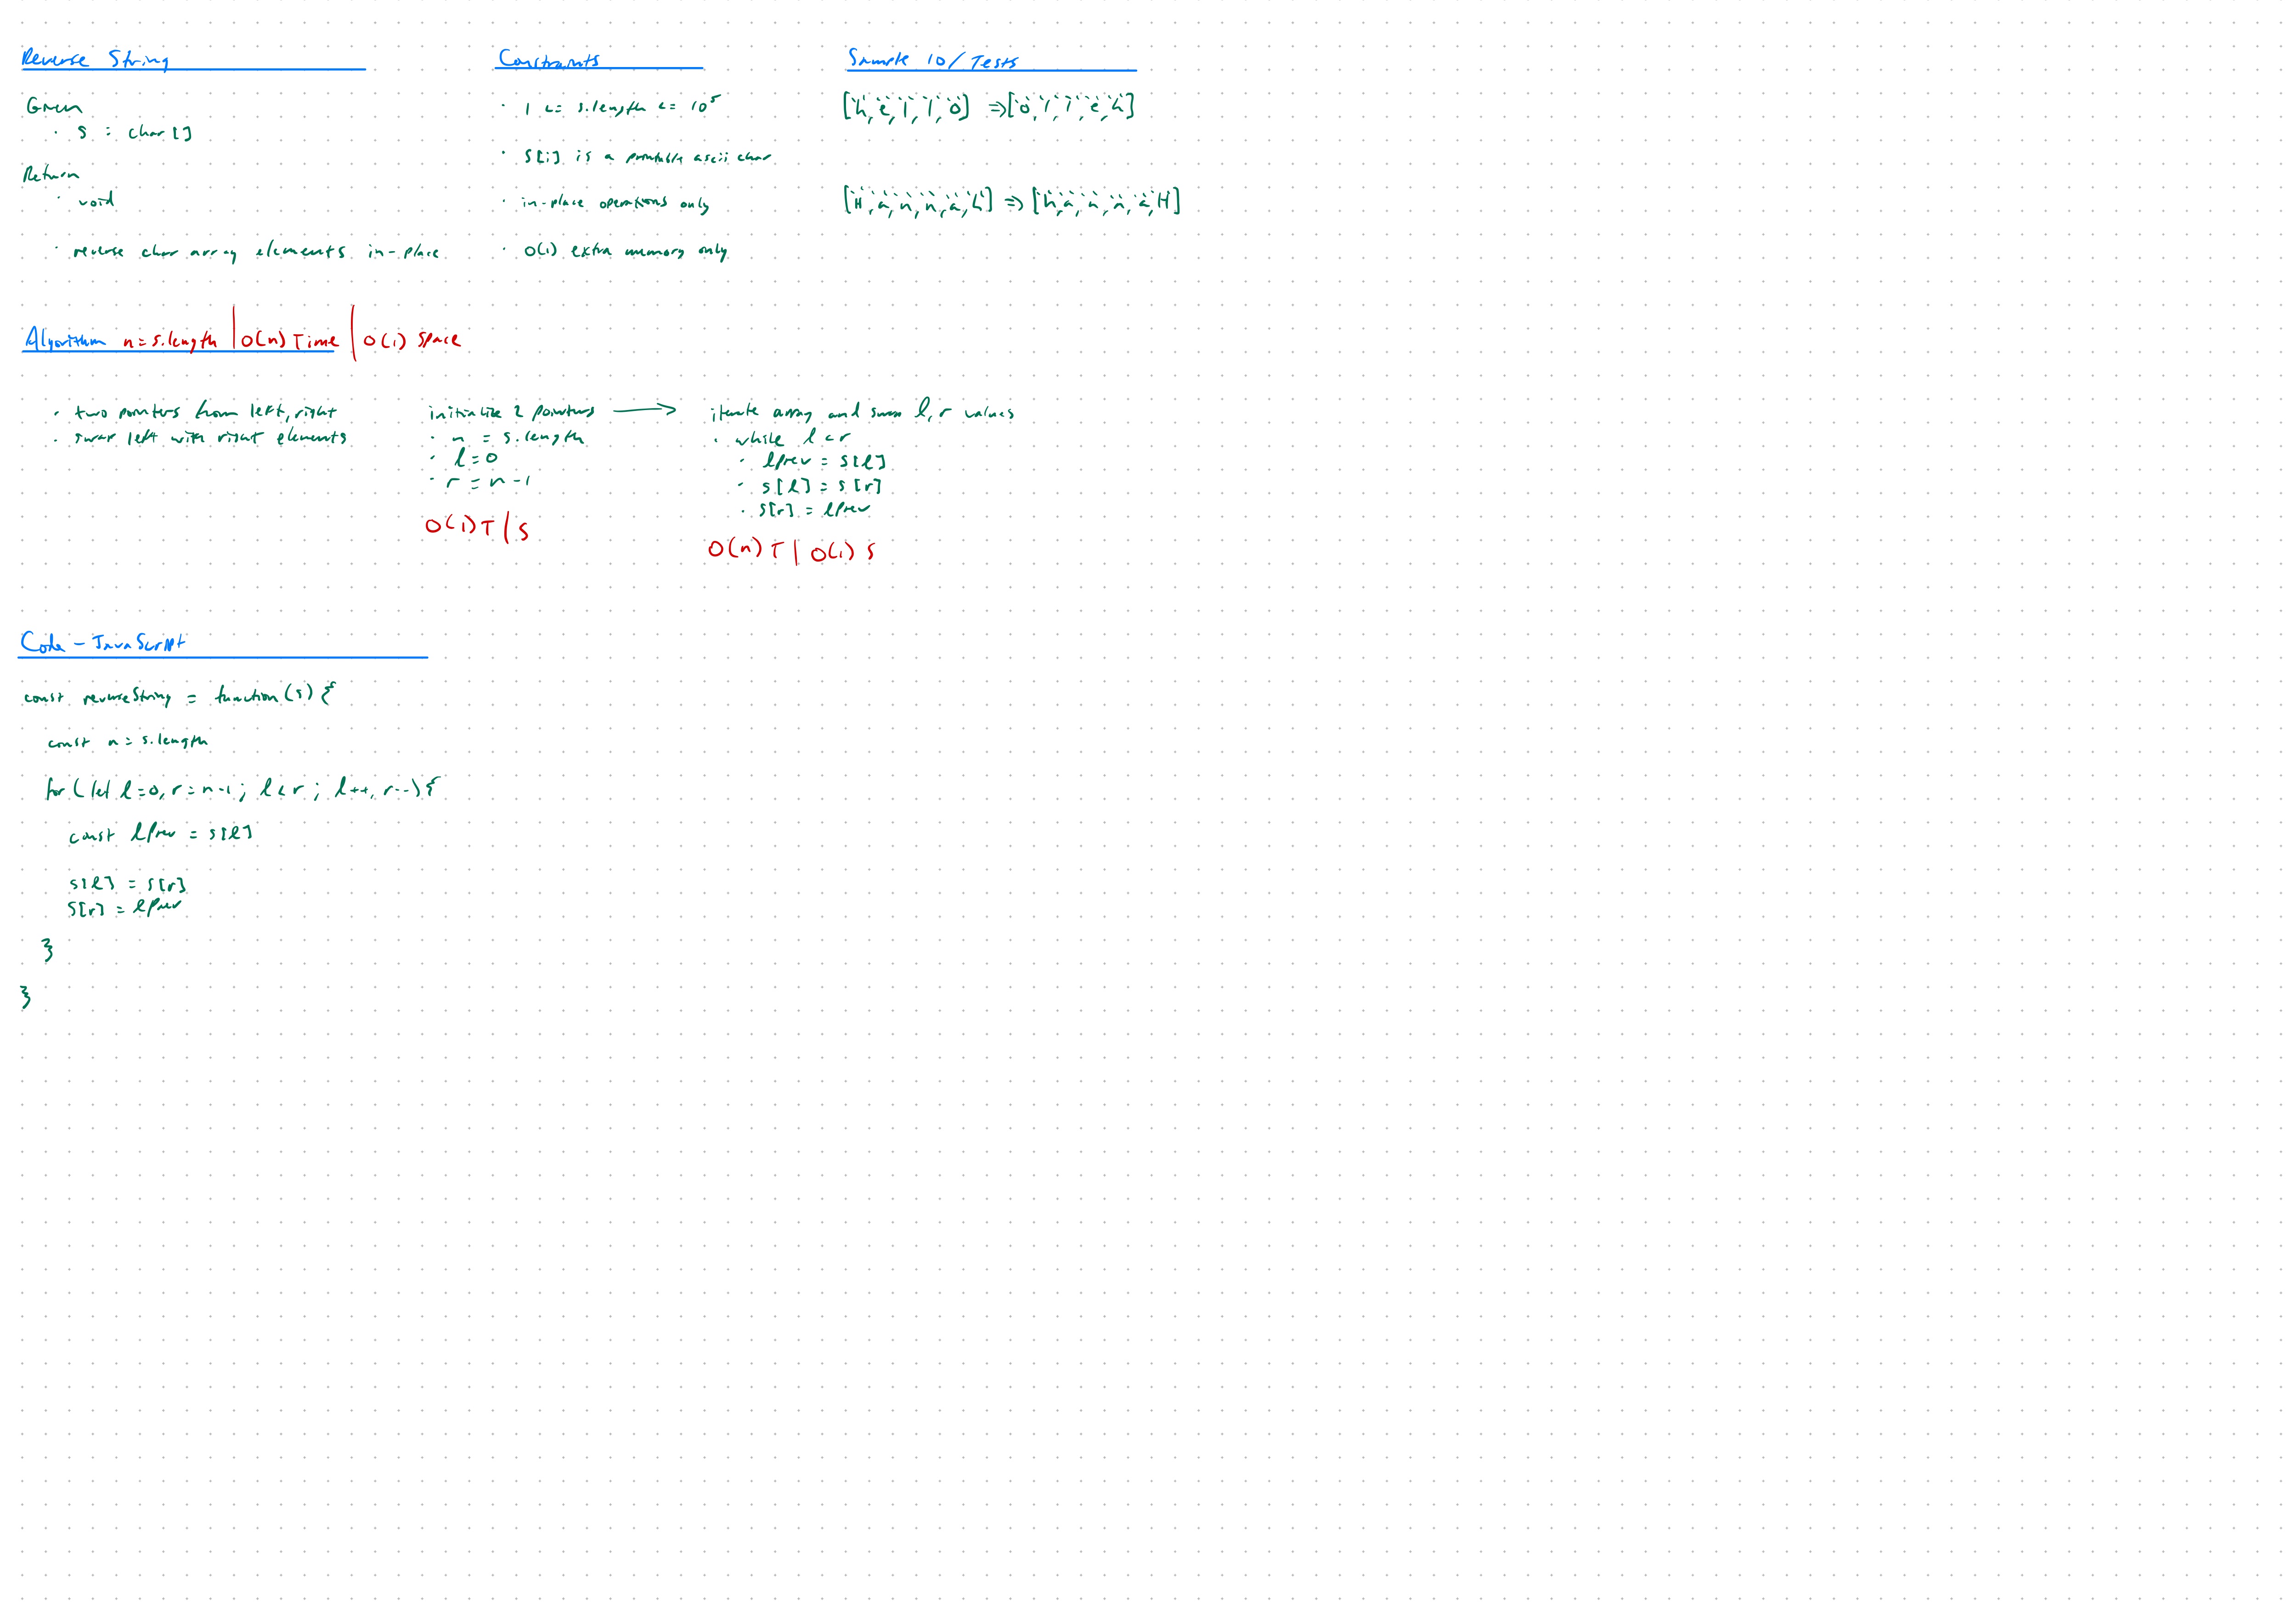 Reverse String
Given
· s : char[]
Return
· void
· reverse char array elements in-place
Constraints
· 1 <= s.length <= 10^5
· s[i] is a printable ascii char
· in-place operations only
· O(1) extra memory only
Sample IO/Tests
['h','e','l','l','o'] => ['o','l','l','e','h']
['H','a','n','n','a','h'] => ['h','a','n','n','a','H']
Algorithm n = s.length | O(n) Time | O(1) Space
· two pointers from left, right
· swap left with right elements
initialize 2 pointers →
· n = s.length
· l = 0
· r = n-1
O(1) T | S
iterate array and swap l, r values
· while l < r
· lPrev = s[l]
· s[l] = s[r]
· s[r] = lPrev
O(n) T | O(1) S
Code - JavaScript
const reverseString = function(s) {
const n = s.length
for (let l=0, r=n-1; l<r; l++, r--) {
const lPrev = s[l]
s[l] = s[r]
s[r] = lPrev
}
}